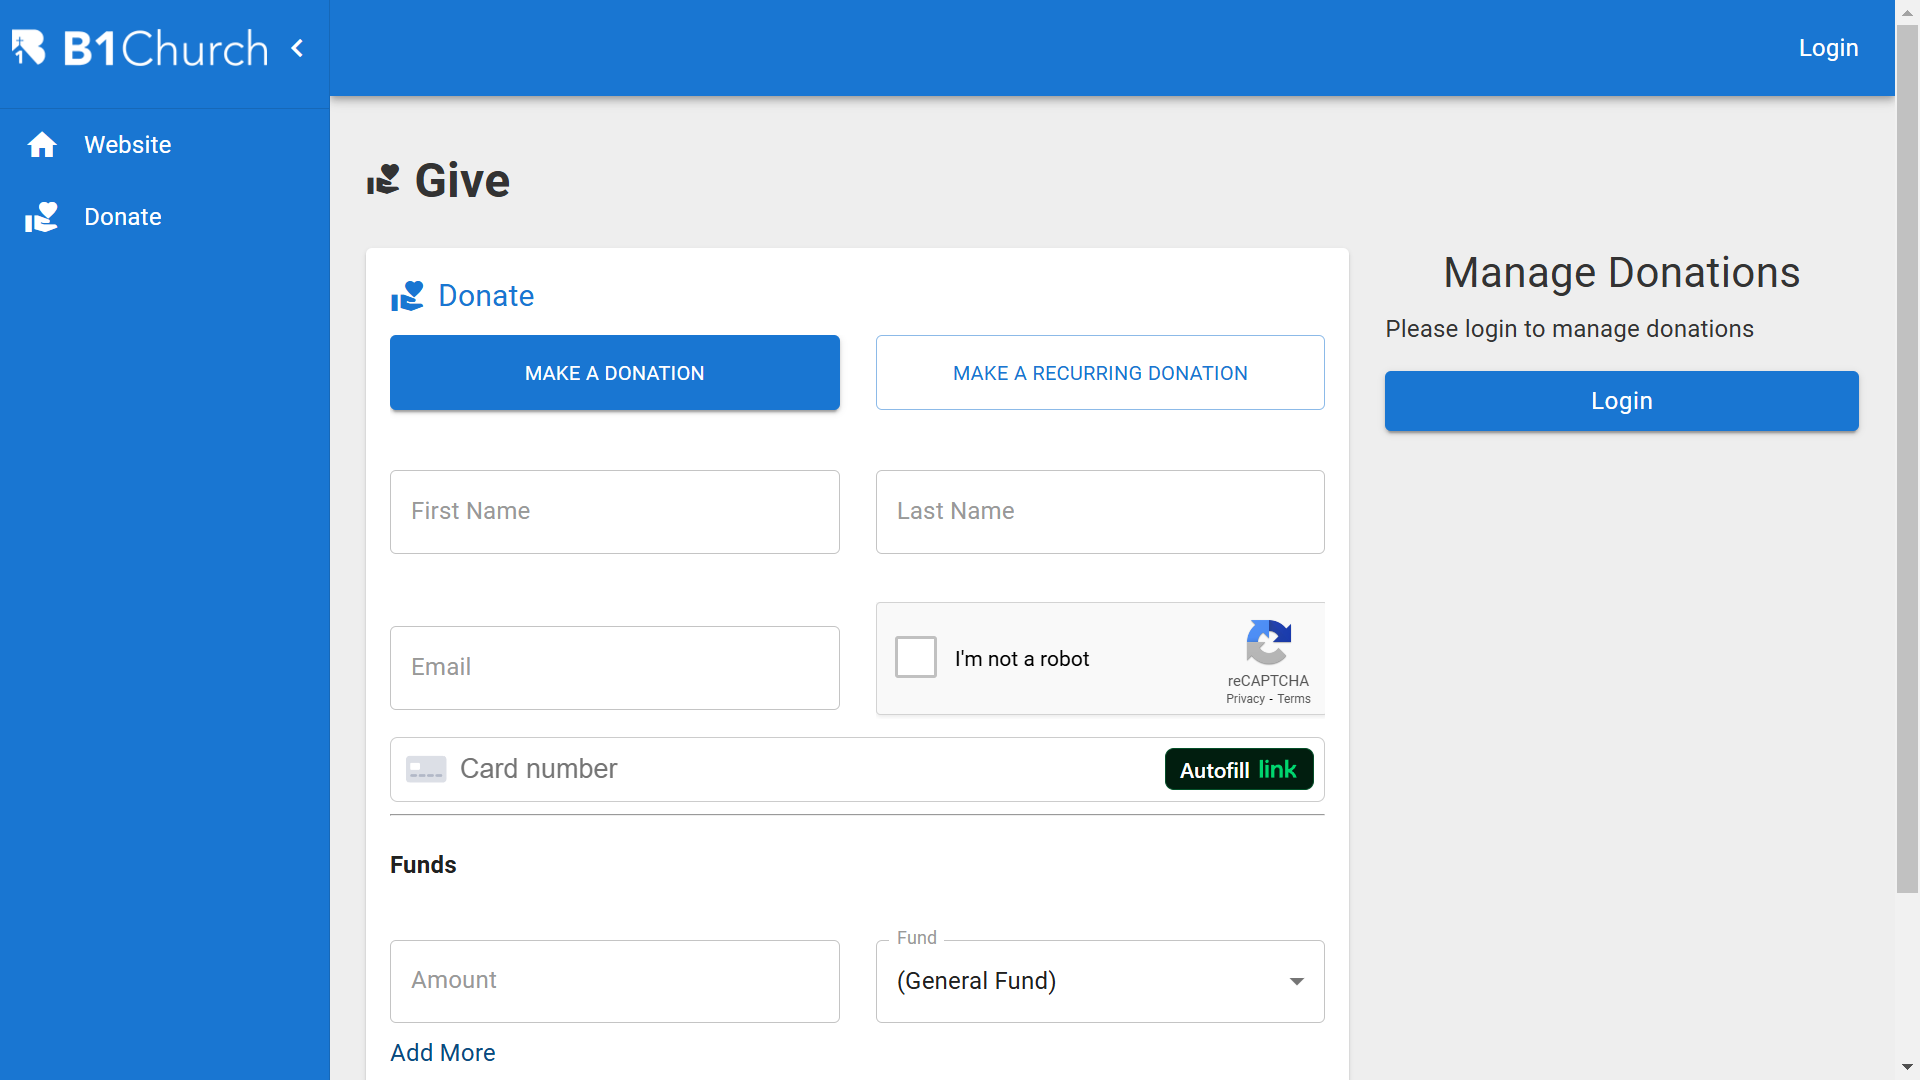 B1Church
Login
Website
Donate
Give
Donate
MAKE A DONATION
MAKE A RECURRING DONATION
Manage Donations
Please login to manage donations
Login
First Name
Last Name
Email
I'm not a robot
reCAPTCHA
Privacy - Terms
Card number
Autofill link
Funds
Amount
Fund
(General Fund)
Add More